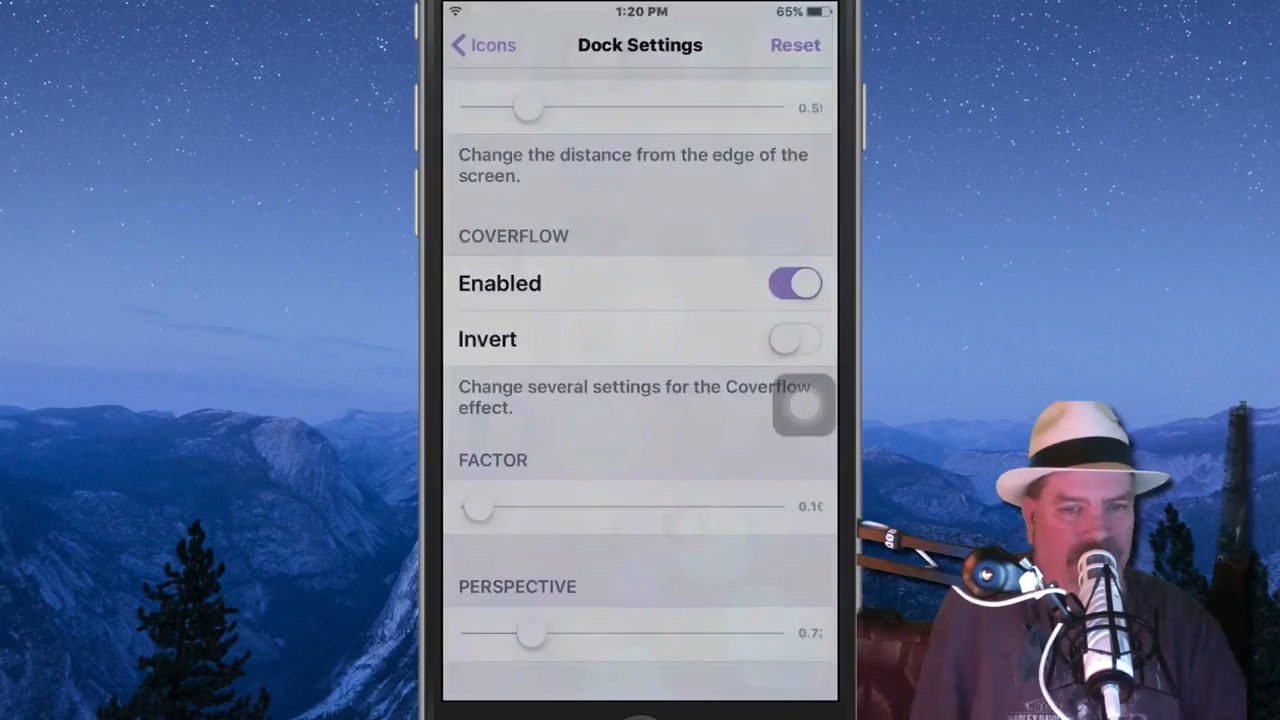 1:20 PM
65%
Icons
Dock Settings
Reset
Change the distance from the edge of the
screen.
COVERFLOW
Enabled
Invert
Change several settings for the Coverflow
effect.
FACTOR
PERSPECTIVE